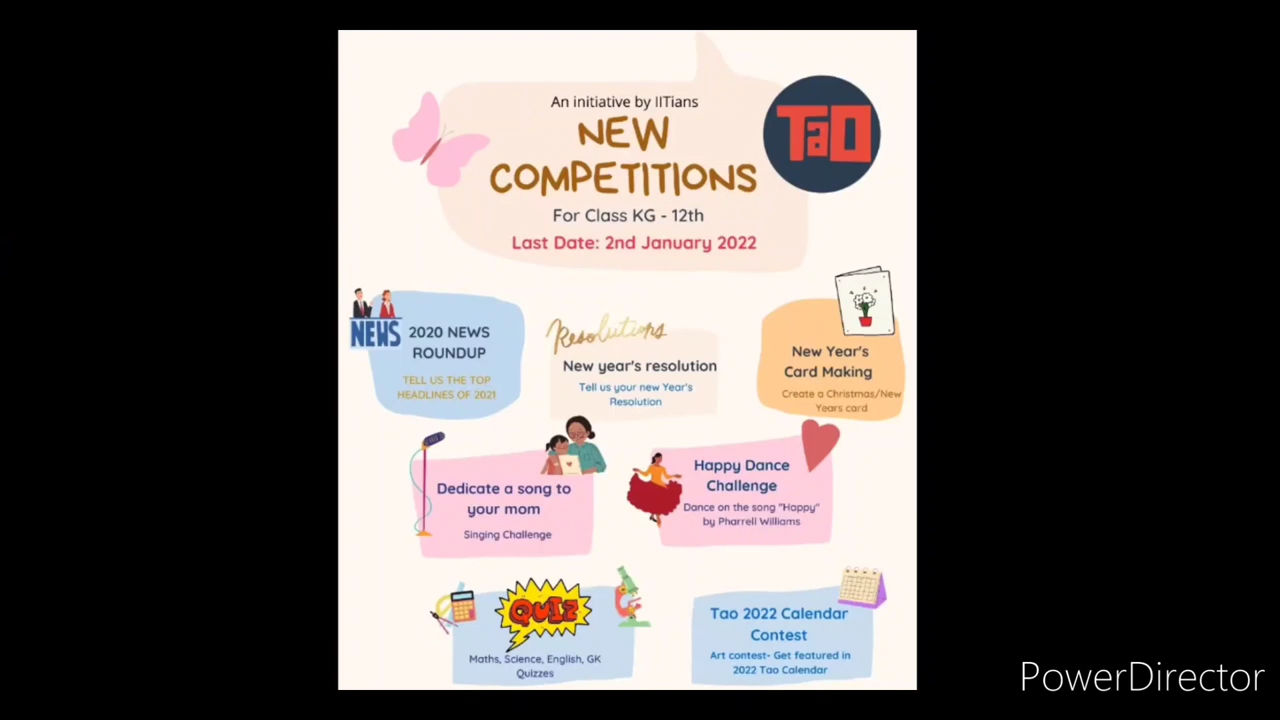 An initiative by IITians
NEW
COMPETITIONS
TaO
For Class KG - 12th
Last Date: 2nd January 2022
NEWS
2020 NEWS
ROUNDUP
TELL US THE TOP
HEADLINES OF 2021
Resolutions
New year's resolution
Tell us your new Year's
Resolution
New Year's
Card Making
Create a Christmas/New
Years card
Dedicate a song to
your mom
Singing Challenge
Happy Dance
Challenge
Dance on the song "Happy"
by Pharrell Williams
QUIZ
Maths, Science, English, GK
Quizzes
Tao 2022 Calendar
Contest
Art contest- Get featured in
2022 Tao Calendar
PowerDirector